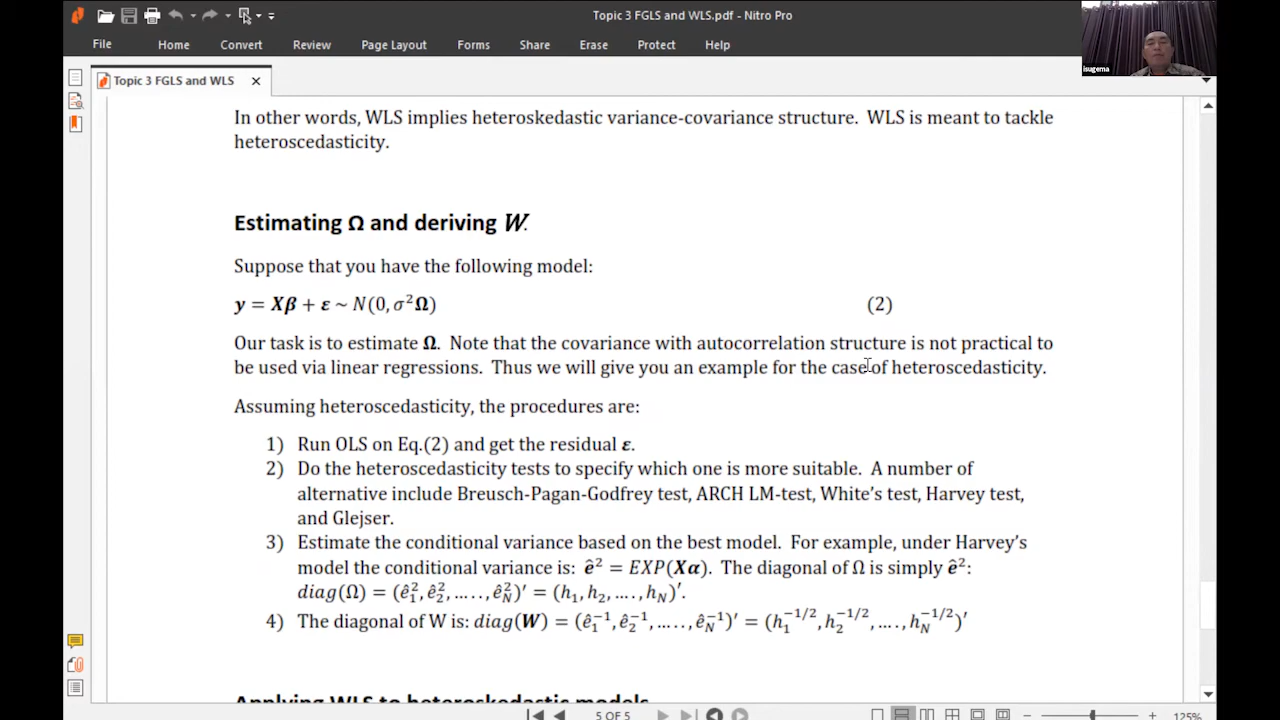 Topic 3 FGLS and WLS.pdf - Nitro Pro
File Home Convert Review Page Layout Forms Share Erase Protect Help
isugema
Topic 3 FGLS and WLS
In other words, WLS implies heteroskedastic variance-covariance structure. WLS is meant to tackle
heteroscedasticity.
Estimating Ω and deriving W.
Suppose that you have the following model:
y = Xβ + ε ~ N(0, σ²Ω) (2)
Our task is to estimate Ω. Note that the covariance with autocorrelation structure is not practical to
be used via linear regressions. Thus we will give you an example for the case of heteroscedasticity.
Assuming heteroscedasticity, the procedures are:
1) Run OLS on Eq.(2) and get the residual ε.
2) Do the heteroscedasticity tests to specify which one is more suitable. A number of
alternative include Breusch-Pagan-Godfrey test, ARCH LM-test, White's test, Harvey test,
and Glejser.
3) Estimate the conditional variance based on the best model. For example, under Harvey's
model the conditional variance is: ê² = EXP(Xα). The diagonal of Ω is simply ê²:
diag(Ω) = (ê₁², ê₂², ....., ê_N²)′ = (h₁, h₂, ...., h_N)′.
4) The diagonal of W is: diag(W) = (ê₁⁻¹, ê₂⁻¹, ....., ê_N⁻¹)′ = (h₁^{-1/2}, h₂^{-1/2}, ...., h_N^{-1/2})′
Applying WLS to heteroskedastic models
5 OF 5
125%